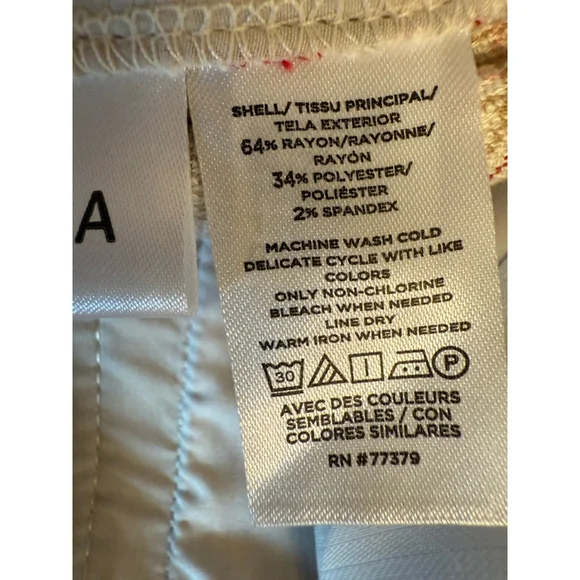 A
SHELL/ TISSU PRINCIPAL/
TELA EXTERIOR
64% RAYON/RAYONNE/
RAYÓN
34% POLYESTER/
POLIÉSTER
2% SPANDEX
MACHINE WASH COLD
DELICATE CYCLE WITH LIKE
COLORS
ONLY NON-CHLORINE
BLEACH WHEN NEEDED
LINE DRY
WARM IRON WHEN NEEDED
30 P
AVEC DES COULEURS
SEMBLABLES / CON
COLORES SIMILARES
RN #77379